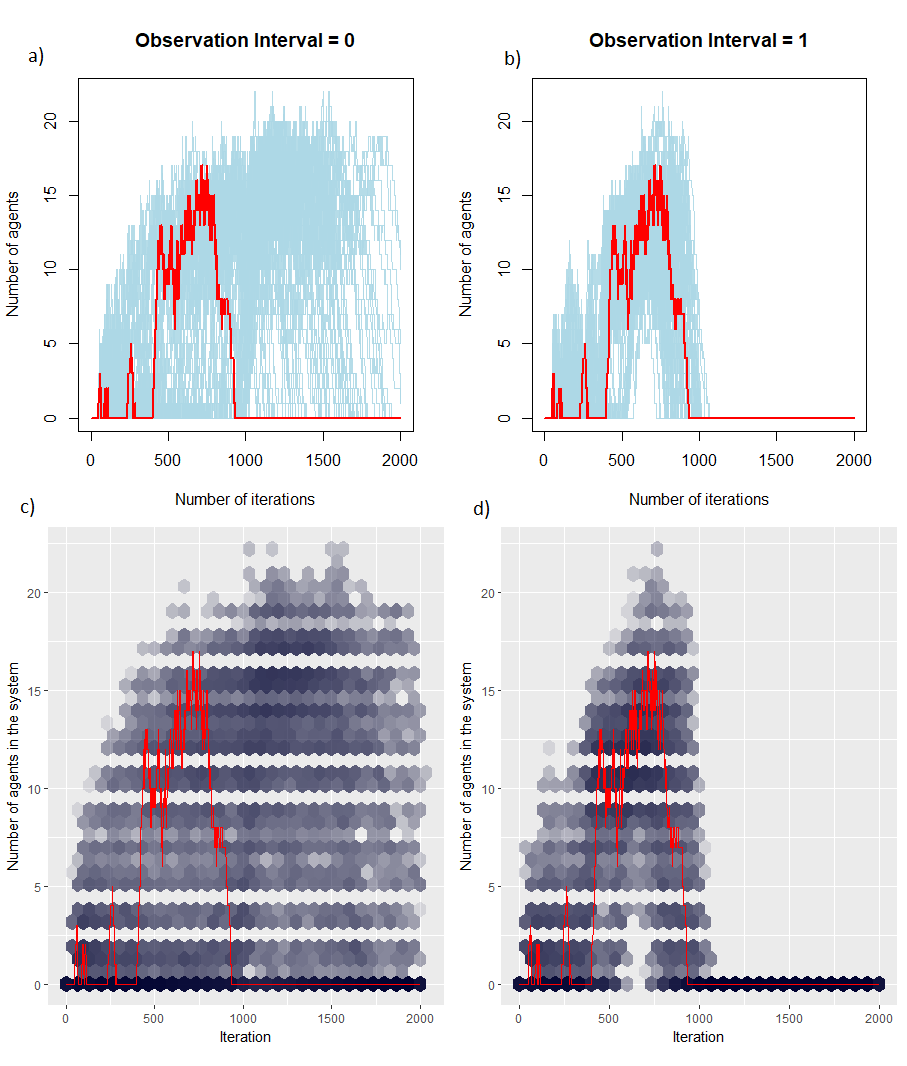 Observation Interval = 0
Observation Interval = 1
a)
b)
Number of agents
20
15
10
5
0
0 500 1000 1500 2000
Number of iterations
Number of agents
20
15
10
5
0
0 500 1000 1500 2000
Number of iterations
c)
d)
Number of agents in the system
20
15
10
5
0
0 500 1000 1500 2000
Iteration
Number of agents in the system
20
15
10
5
0
0 500 1000 1500 2000
Iteration